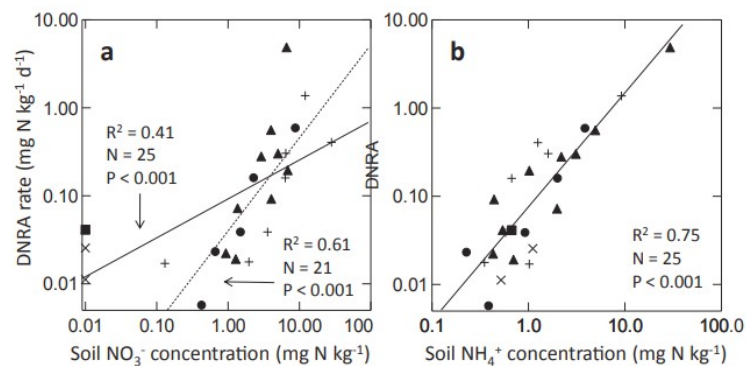 a
DNRA rate (mg N kg⁻¹ d⁻¹)
10.00
1.00
0.10
0.01
R² = 0.41
N = 25
P < 0.001
R² = 0.61
N = 21
P < 0.001
0.01
0.10
1.00
10.00
100
Soil NO₃⁻ concentration (mg N kg⁻¹)
b
DNRA
10.00
1.00
0.10
0.01
R² = 0.75
N = 25
P < 0.001
0.1
1.0
10.0
100.0
Soil NH₄⁺ concentration (mg N kg⁻¹)